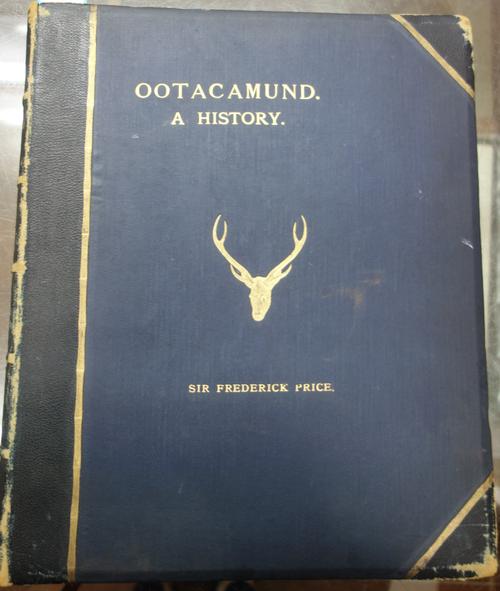 OOTACAMUND.
A HISTORY.
SIR FREDERICK PRICE.